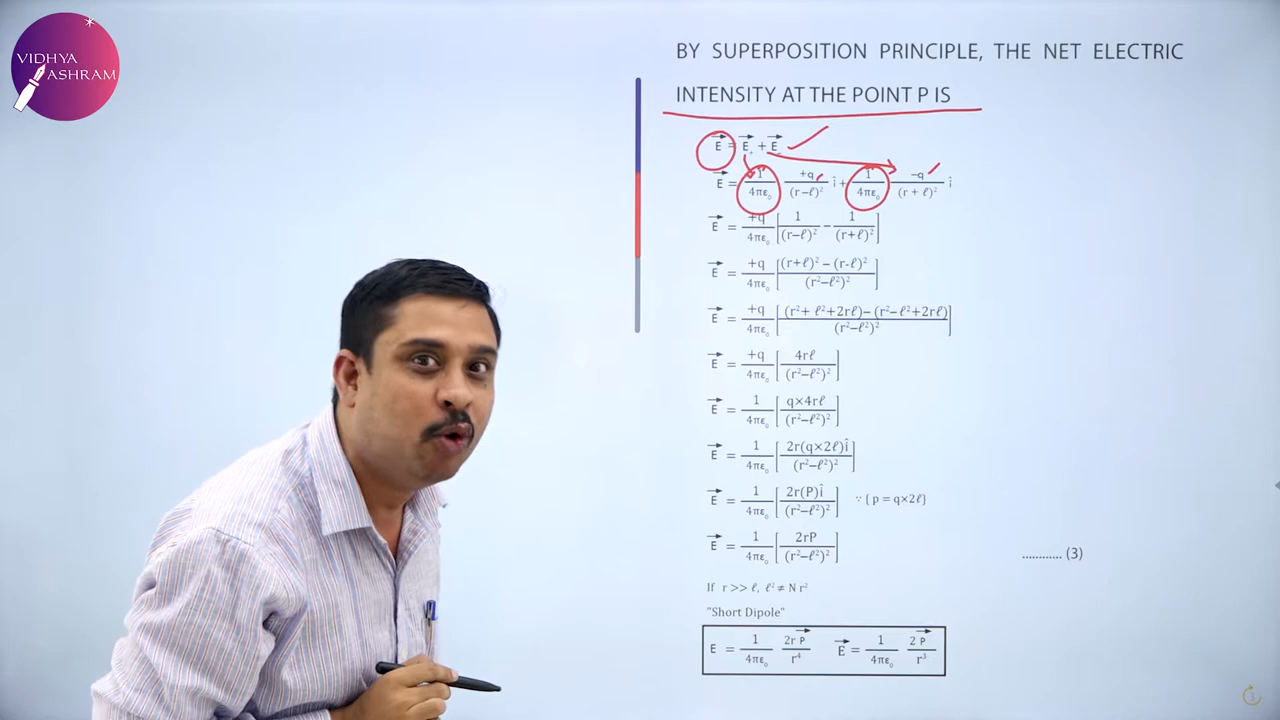 VIDHYA
ASHRAM
BY SUPERPOSITION PRINCIPLE, THE NET ELECTRIC
INTENSITY AT THE POINT P IS
E⃗ = E⃗₊ + E⃗₋
E⃗ = 1/4πε₀ +q/(r−ℓ)² î + 1/4πε₀ −q/(r + ℓ)² î
E⃗ = +q/4πε₀ [1/(r−ℓ)² − 1/(r+ℓ)²]
E⃗ = +q/4πε₀ [(r+ℓ)² − (r-ℓ)²/(r²−ℓ²)²]
E⃗ = +q/4πε₀ [(r²+ ℓ²+2rℓ)−(r²−ℓ²+2rℓ)/(r²−ℓ²)²]
E⃗ = +q/4πε₀ [4rℓ/(r²−ℓ²)²]
E⃗ = 1/4πε₀ [q×4rℓ/(r²−ℓ²)²]
E⃗ = 1/4πε₀ [2r(q×2ℓ)î/(r²−ℓ²)²]
E⃗ = 1/4πε₀ [2r(P)î/(r²−ℓ²)²] ∵ { p = q×2ℓ}
E⃗ = 1/4πε₀ [2rP/(r²−ℓ²)²] ............ (3)
If r >> ℓ, ℓ² ≠ N r²
"Short Dipole"
E = 1/4πε₀ 2r P⃗/r⁴ E⃗ = 1/4πε₀ 2 P⃗/r³